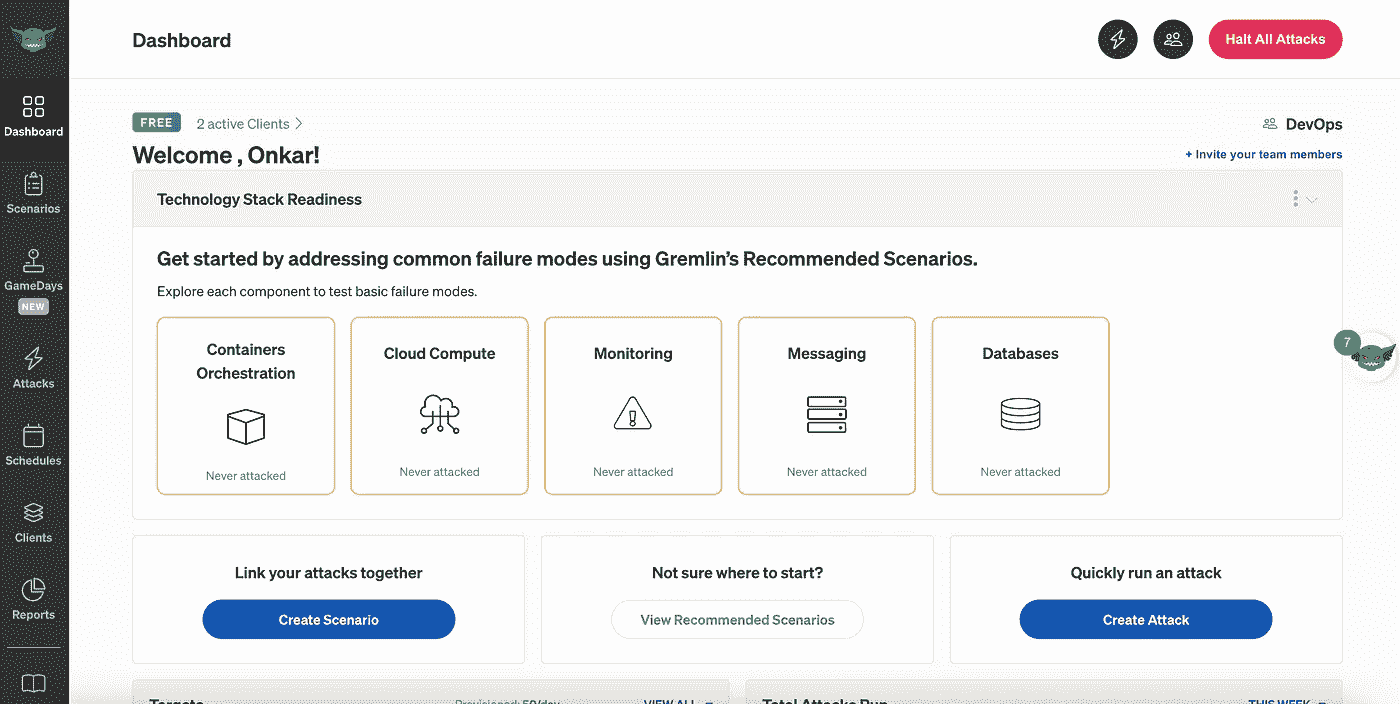 Dashboard
Halt All Attacks
Dashboard
Scenarios
GameDays
NEW
Attacks
Schedules
Clients
Reports
FREE
2 active Clients
DevOps
Welcome , Onkar!
+ Invite your team members
Technology Stack Readiness
Get started by addressing common failure modes using Gremlin's Recommended Scenarios.
Explore each component to test basic failure modes.
Containers
Orchestration
Never attacked
Cloud Compute
Never attacked
Monitoring
Never attacked
Messaging
Never attacked
Databases
Never attacked
7
Link your attacks together
Create Scenario
Not sure where to start?
View Recommended Scenarios
Quickly run an attack
Create Attack
Targets
Provisioned: 50/day
VIEW ALL
Total Attacks Run
THIS WEEK